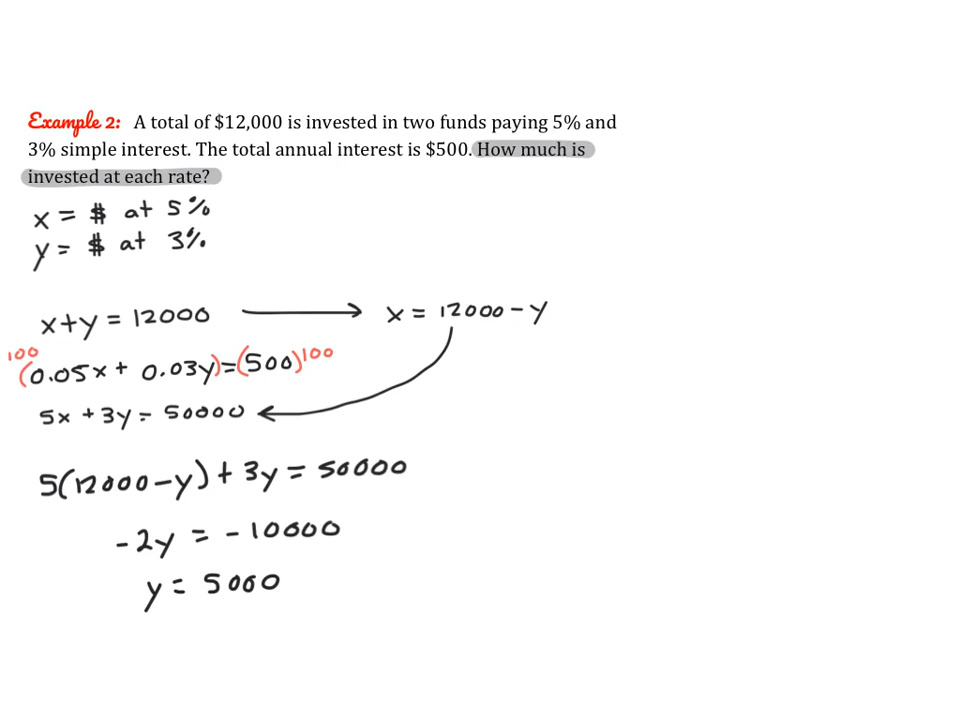 Example 2: A total of $12,000 is invested in two funds paying 5% and
3% simple interest. The total annual interest is $500. How much is
invested at each rate?
x = $ at 5%
y = $ at 3%
x+y = 12000 → x = 12000 - y
100(0.05x + 0.03y) = (500)100
5x + 3y = 50000
5(12000 - y) + 3y = 50000
-2y = -10000
y = 5000